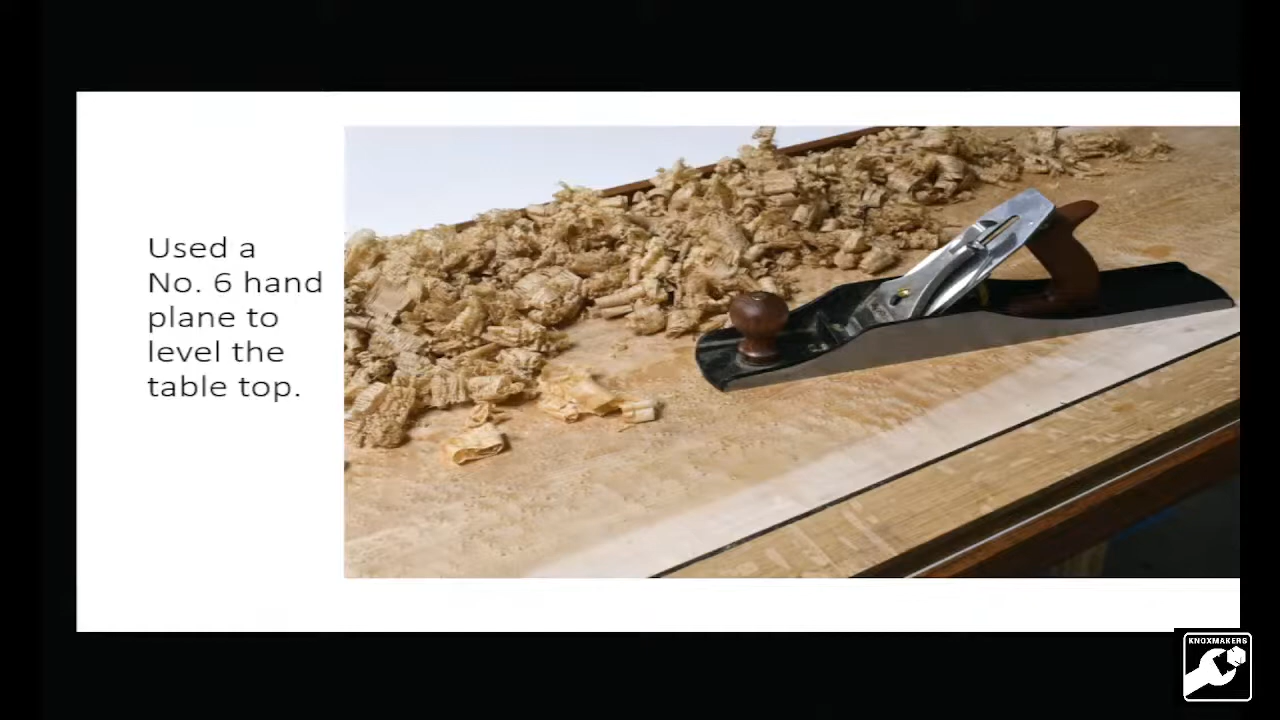 Used a
No. 6 hand
plane to
level the
table top.
KNOXMAKERS